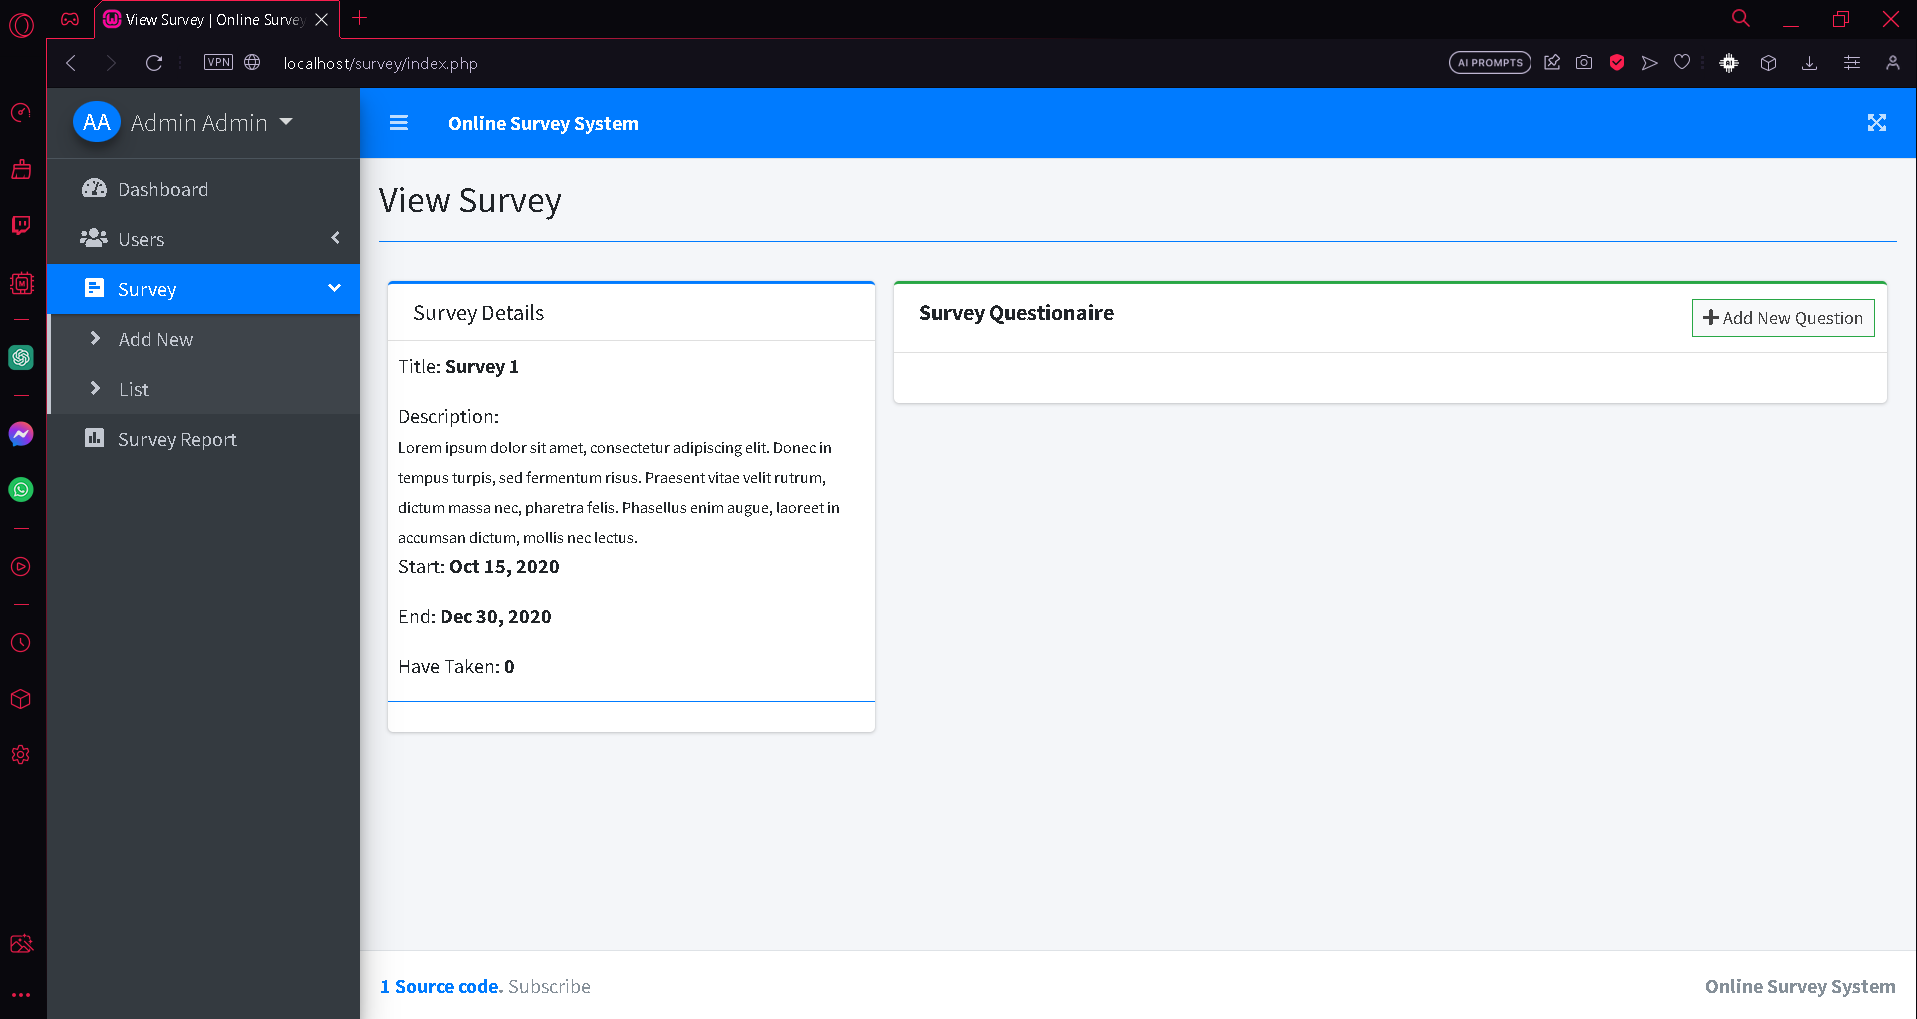 View Survey | Online Survey
VPN
localhost/survey/index.php
AI PROMPTS
AA Admin Admin
Online Survey System
Dashboard
Users
Survey
Add New
List
Survey Report
View Survey
Survey Details
Title: Survey 1
Description:
Lorem ipsum dolor sit amet, consectetur adipiscing elit. Donec in
tempus turpis, sed fermentum risus. Praesent vitae velit rutrum,
dictum massa nec, pharetra felis. Phasellus enim augue, laoreet in
accumsan dictum, mollis nec lectus.
Start: Oct 15, 2020
End: Dec 30, 2020
Have Taken: 0
Survey Questionaire
Add New Question
1 Source code. Subscribe
Online Survey System